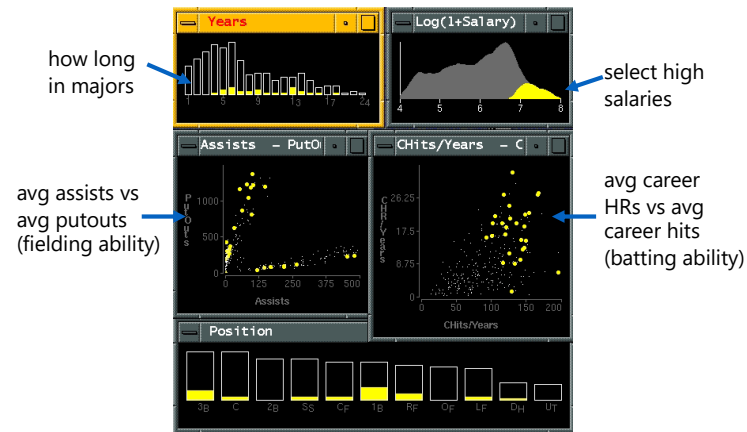 Years
Log(1+Salary)
how long
in majors
1 5 9 13 17 24
4 5 6 7 8
select high
salaries
Assists – PutOu
CHits/Years – C
avg assists vs
avg putouts
(fielding ability)
PutOuts
1000
500
0
0 125 250 375 500
Assists
CHR/Years
26.25
17.5
8.75
0
0 50 100 150 200
CHits/Years
avg career
HRs vs avg
career hits
(batting ability)
Position
3B C 2B SS CF 1B RF OF LF DH UT